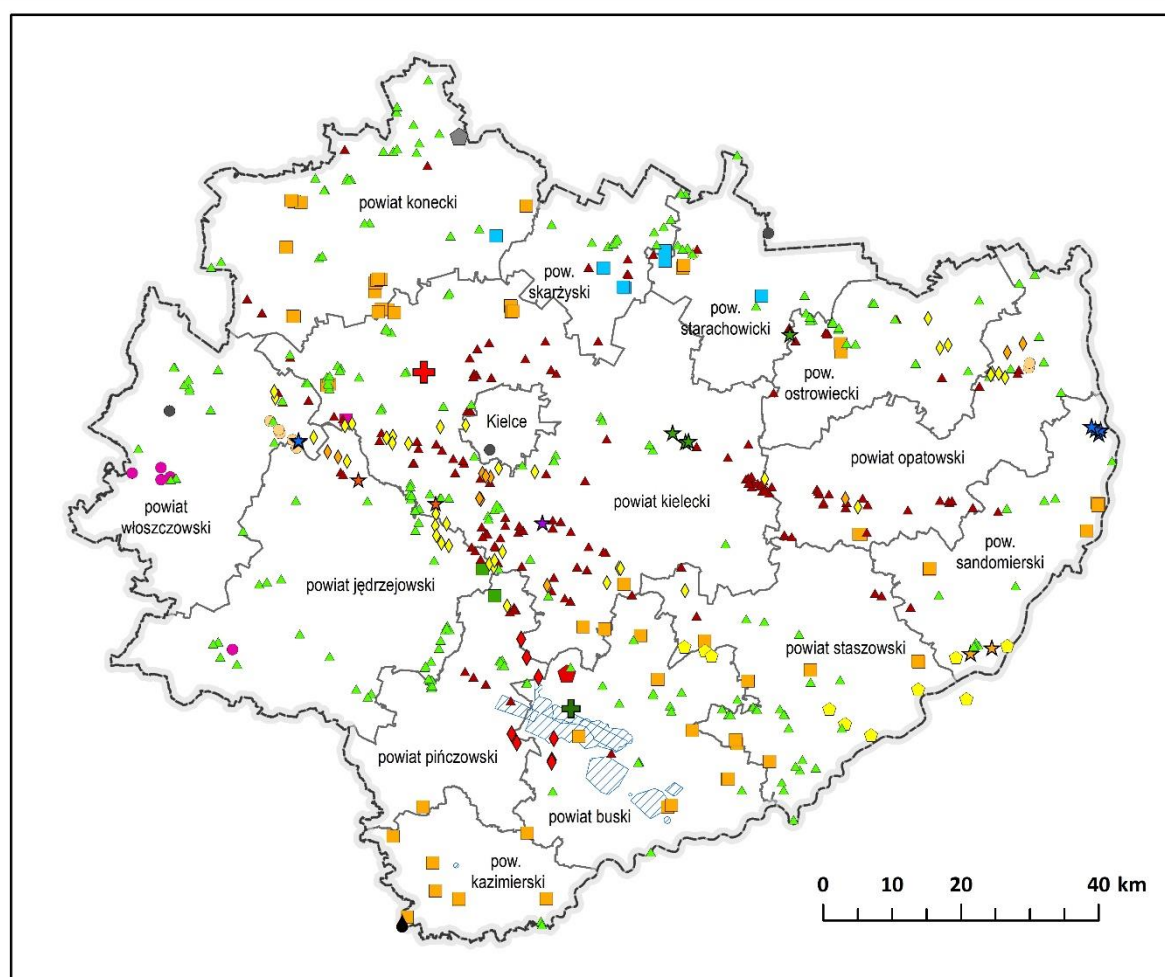 powiat konecki
pow.
skarżyski
pow.
starachowicki
pow.
ostrowiecki
Kielce
powiat opatowski
powiat kielecki
powiat
włoszczowski
pow.
sandomierski
powiat jędrzejowski
powiat staszowski
powiat pińczowski
powiat buski
pow.
kazimierski
0 10 20 40 km